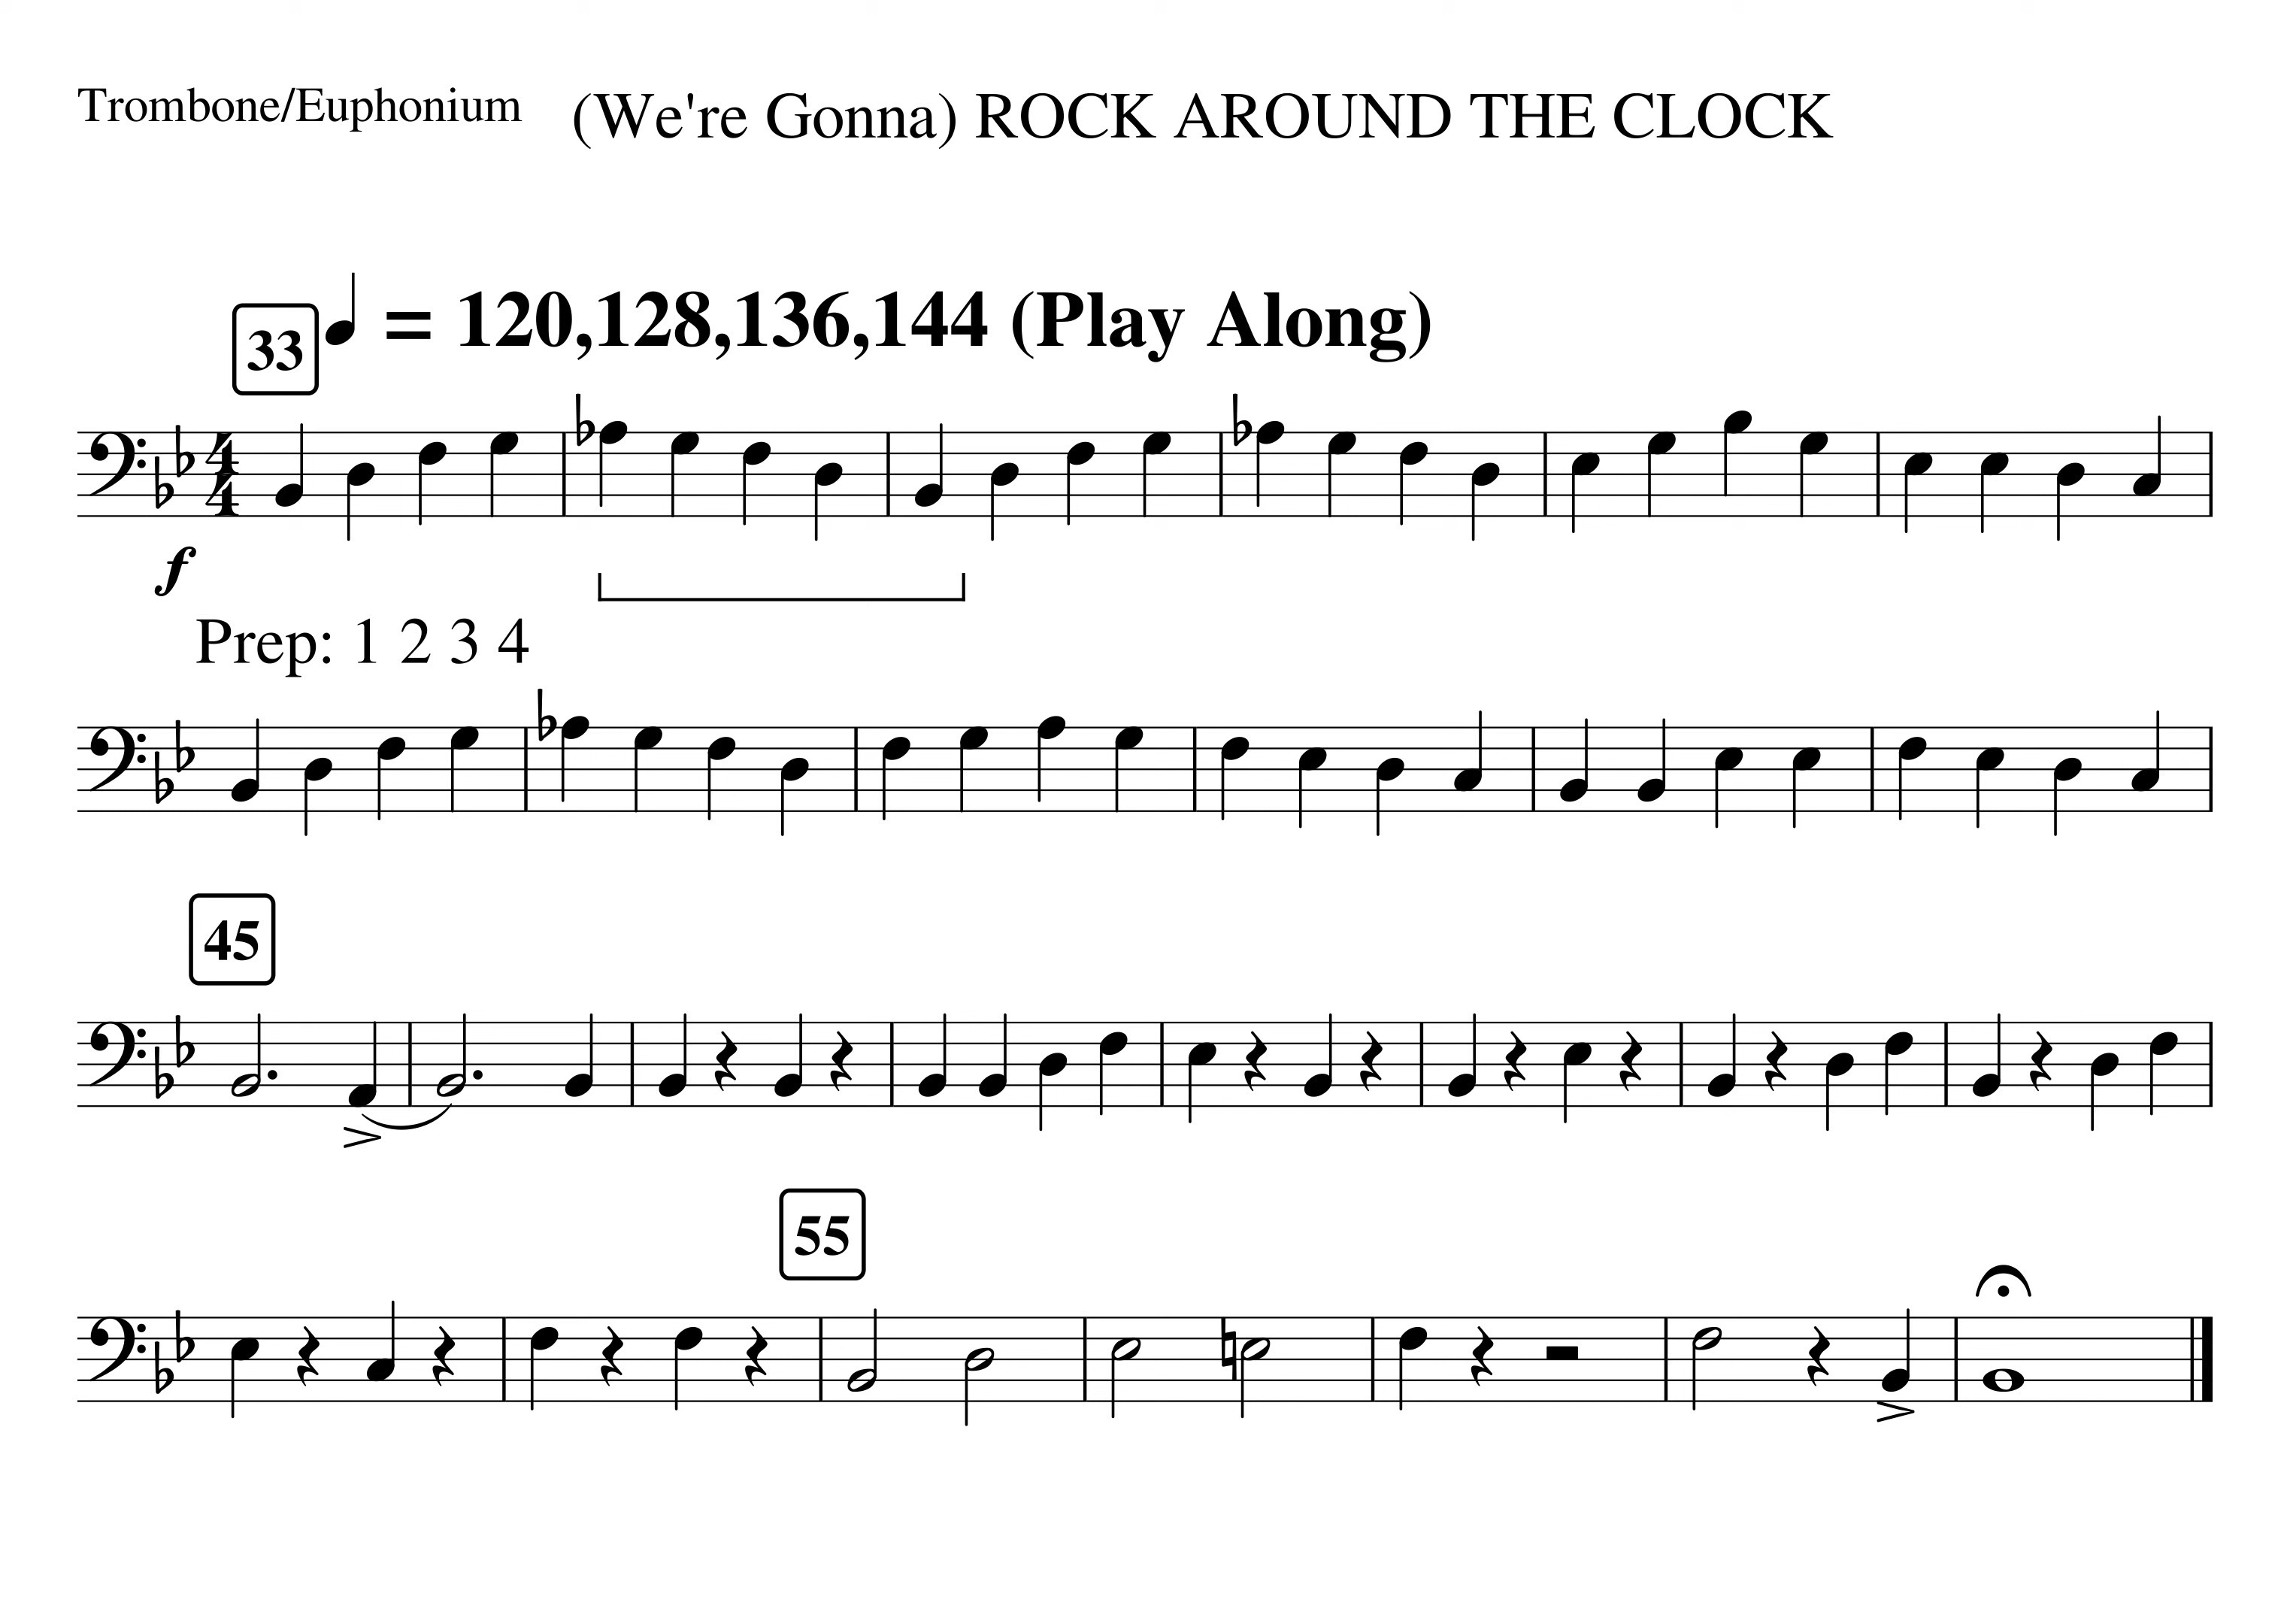 Trombone/Euphonium (We're Gonna) ROCK AROUND THE CLOCK
33 ♩ = 120,128,136,144 (Play Along)
f
Prep: 1 2 3 4
45
55